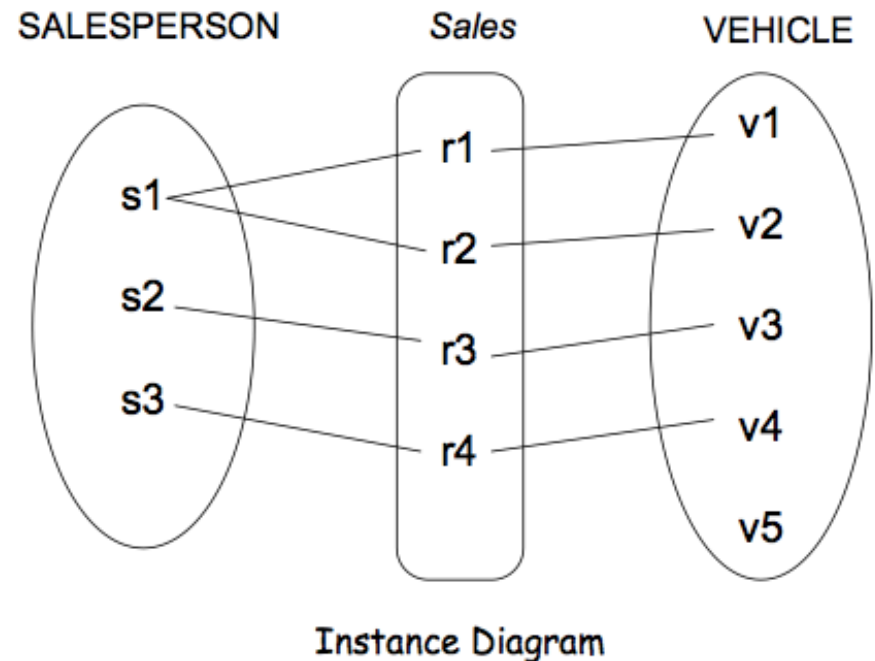 SALESPERSON Sales VEHICLE
s1 r1 v1
s2 r2 v2
s3 r3 v3
r4 v4
v5
Instance Diagram